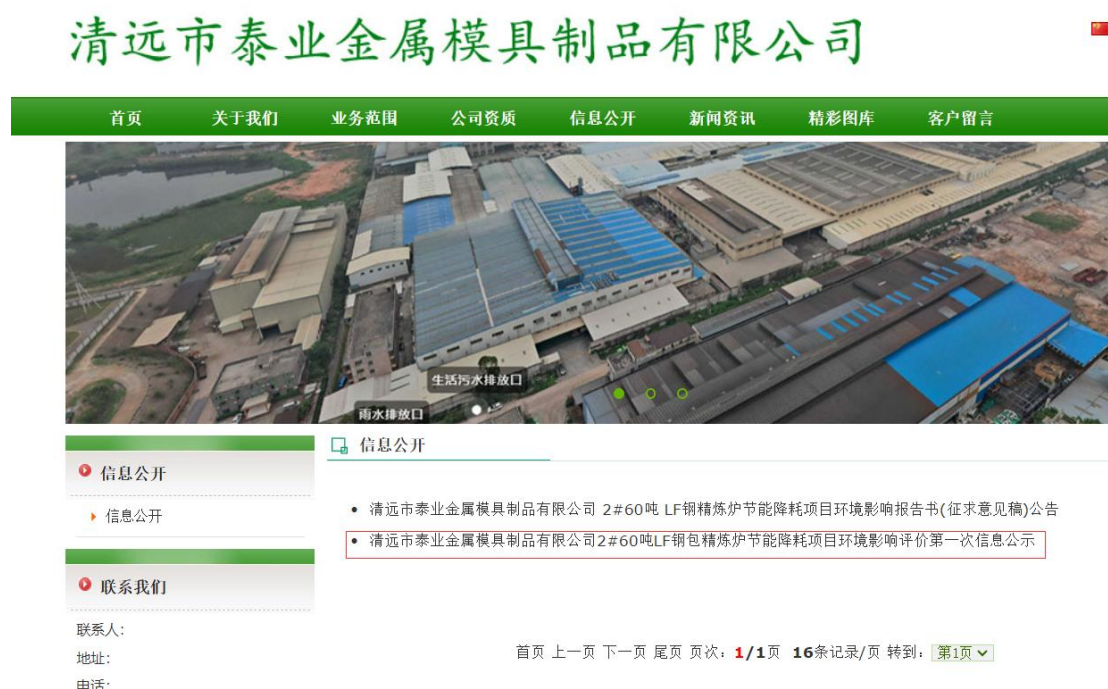 清远市泰业金属模具制品有限公司
首页 关于我们 业务范围 公司资质 信息公开 新闻资讯 精彩图库 客户留言
生活污水排放口
雨水排放口
信息公开
信息公开
信息公开
清远市泰业金属模具制品有限公司 2#60吨 LF钢精炼炉节能降耗项目环境影响报告书(征求意见稿)公告
清远市泰业金属模具制品有限公司2#60吨LF钢包精炼炉节能降耗项目环境影响评价第一次信息公示
联系我们
联系人:
地址:
电话:
首页 上一页 下一页 尾页 页次：1/1页 16条记录/页 转到：第1页